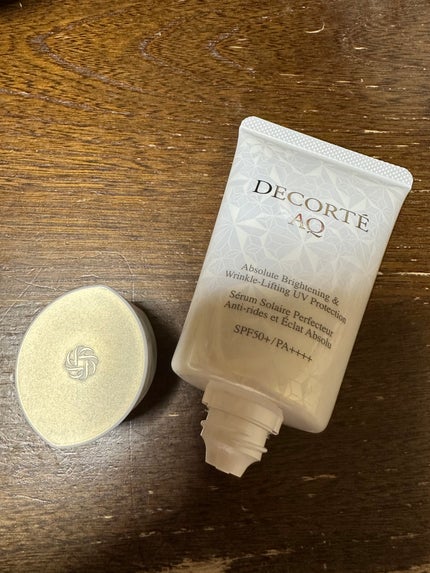 DECORTÉ
AQ
Absolute Brightening &
Wrinkle-Lifting UV Protection
Sérum Solaire Perfecteur
Anti-rides et Éclat Absolu
SPF50+/PA++++